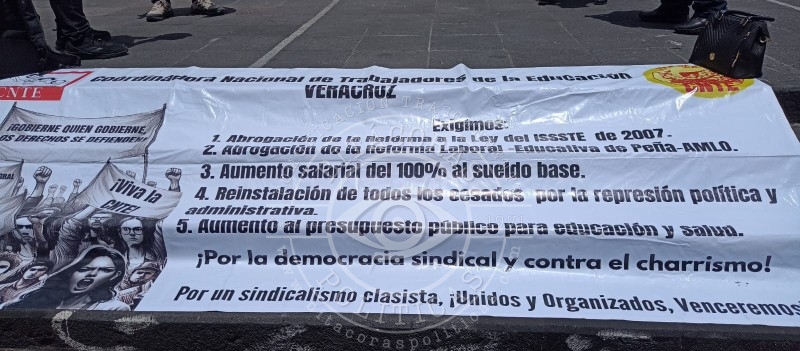 CNTE
Coordinadora Nacional de Trabajadores de la Educación
CNTE
VERACRUZ
¡GOBIERNE QUIEN GOBIERNE,
LOS DERECHOS SE DEFIENDEN!
¡Viva la
CNTE!
Exigimos:
1. Abrogación de la Reforma a la Ley del ISSSTE de 2007.
2. Abrogación de la Reforma Laboral -Educativa de Peña-AMLO.
3. Aumento salarial del 100% al sueldo base.
4. Reinstalación de todos los cesados por la represión política y
administrativa.
5. Aumento al presupuesto público para educación y salud.
¡Por la democracia sindical y contra el charrismo!
Por un sindicalismo clasista, ¡Unidos y Organizados, Venceremos